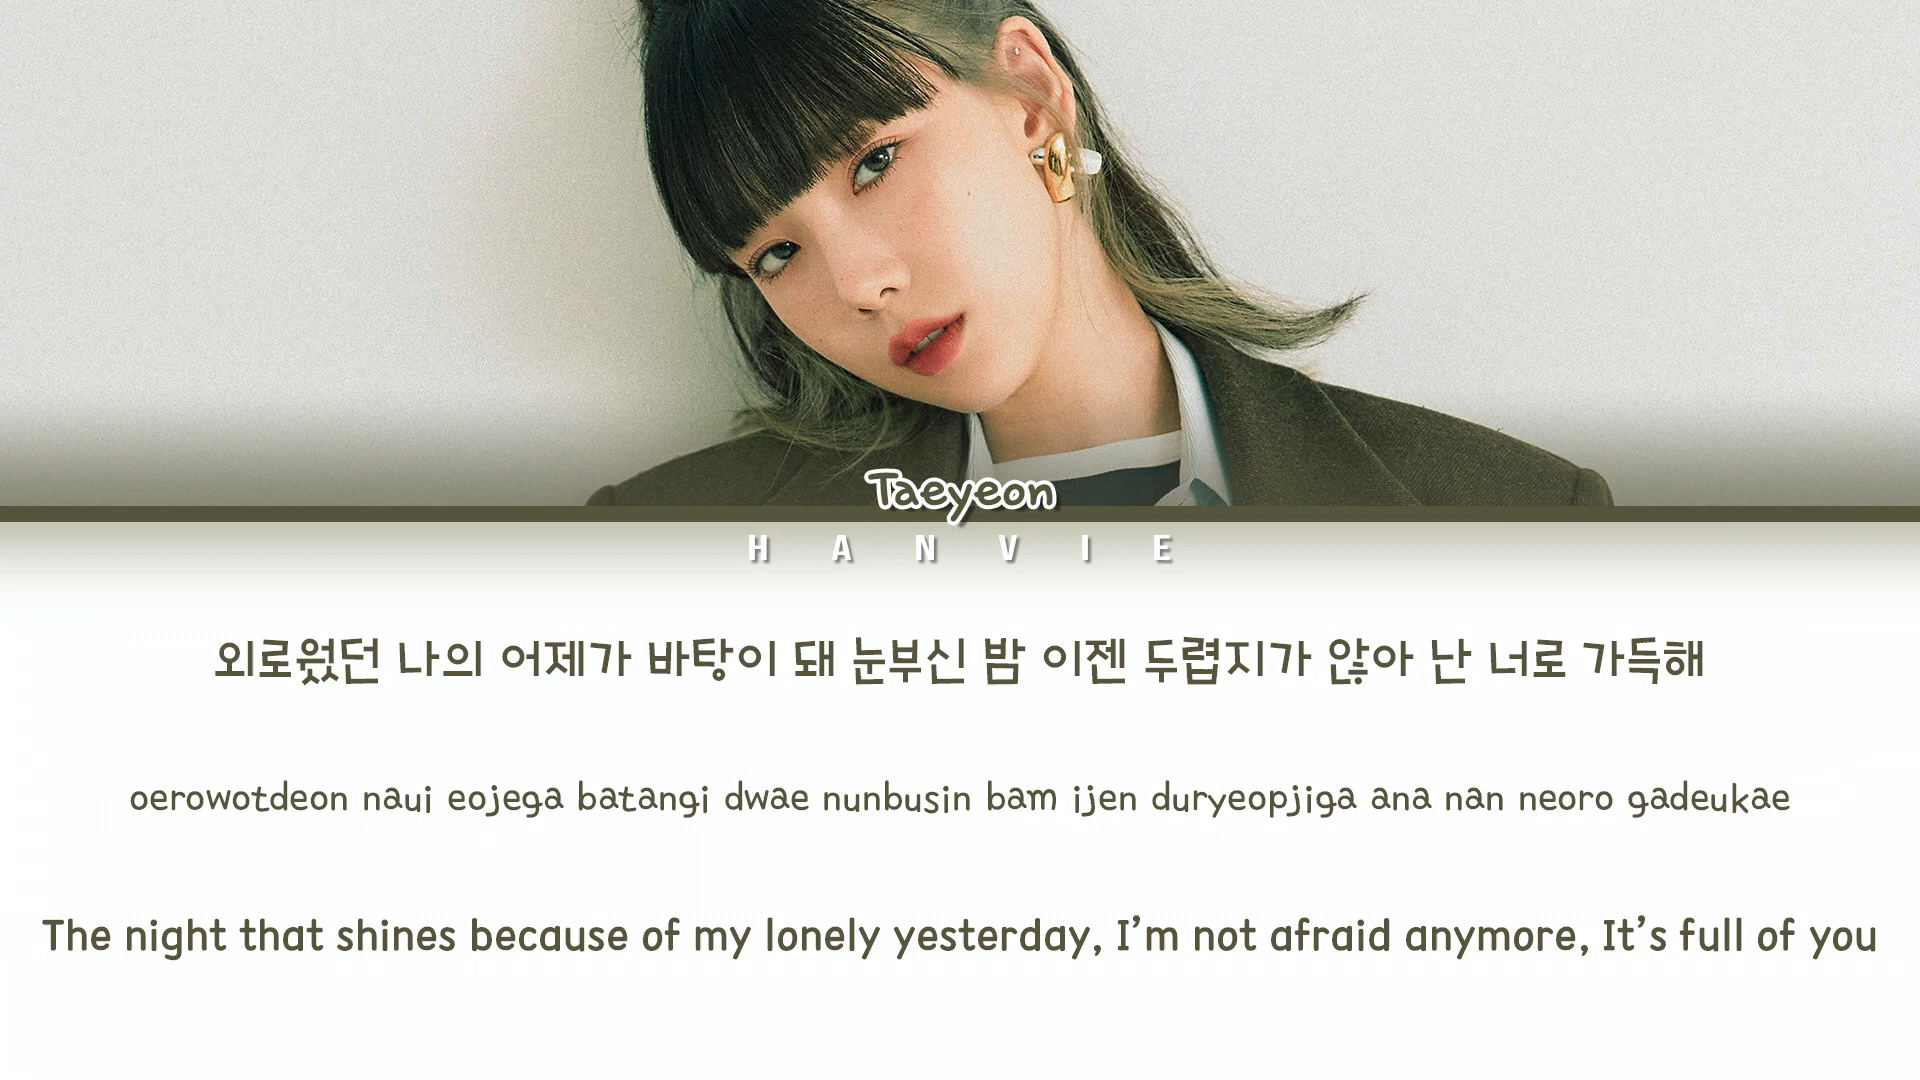 Taeyeon
HANVIE
외로웠던 나의 어제가 바탕이 돼 눈부신 밤 이젠 두렵지가 않아 난 너로 가득해
oerowotdeon naui eojega batangi dwae nunbusin bam ijen duryeopjiga ana nan neoro gadeukae
The night that shines because of my lonely yesterday, I’m not afraid anymore, It’s full of you